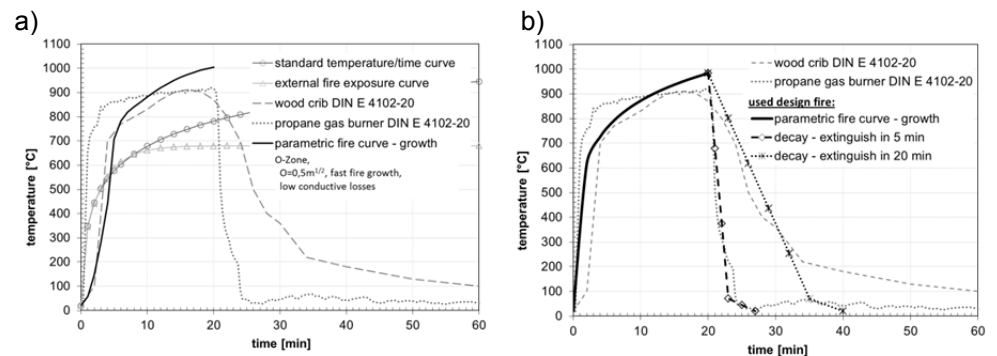 a)
1100
1000
900
800
700
600
500
400
300
200
100
0
temperature [°C]
standard temperature/time curve
external fire exposure curve
wood crib DIN E 4102-20
propane gas burner DIN E 4102-20
parametric fire curve - growth
O-Zone,
O=0,5m1/2, fast fire growth,
low conductive losses
0 10 20 30 40 50 60
time [min]
b)
1100
1000
900
800
700
600
500
400
300
200
100
0
temperature [°C]
wood crib DIN E 4102-20
propane gas burner DIN E 4102-20
used design fire:
parametric fire curve - growth
decay - extinguish in 5 min
decay - extinguish in 20 min
0 10 20 30 40 50 60
time [min]